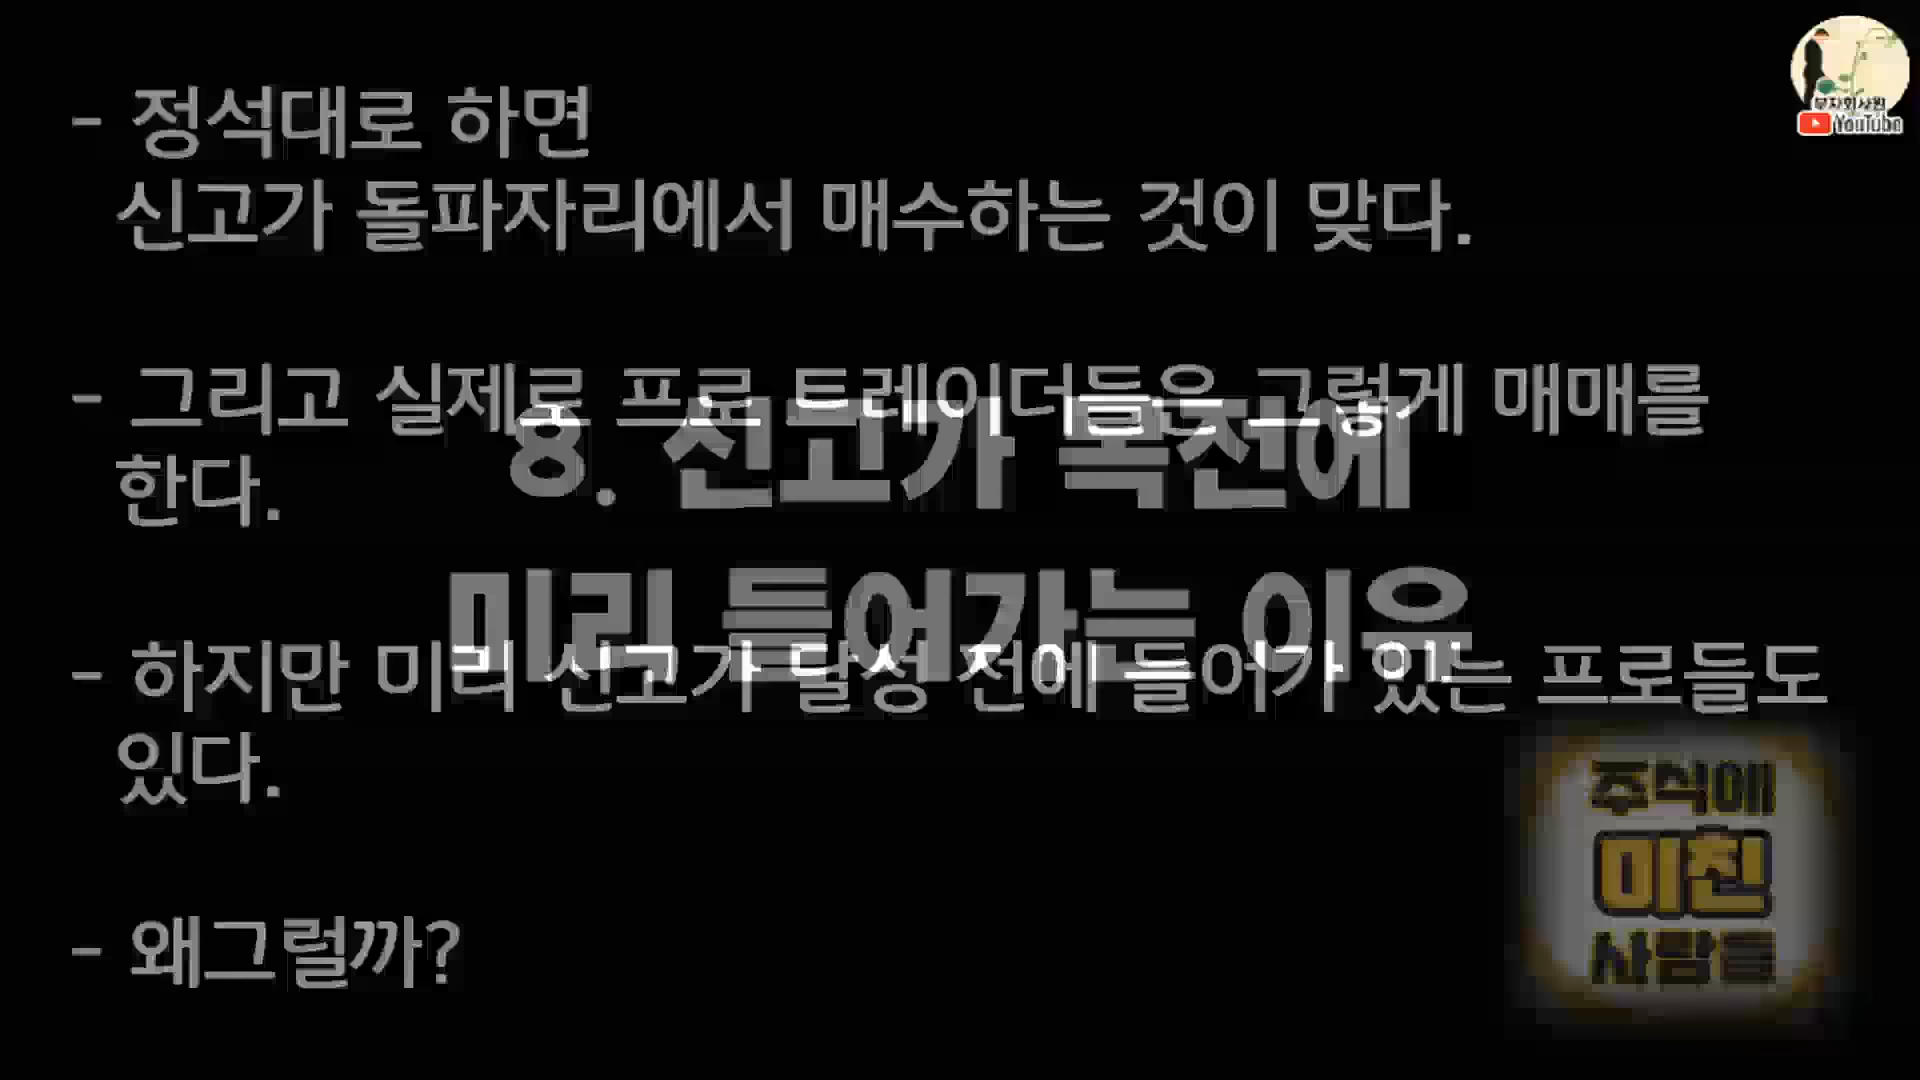 - 정석대로 하면
신고가 돌파자리에서 매수하는 것이 맞다.
- 그리고 실제로 프로 트레이더들은 그렇게 매매를
한다.
8. 신고가 목전에
미리 들어가는 이유
- 하지만 미리 신고가 달성 전에 들어가 있는 프로들도
있다.
- 왜그럴까?
부자회사원
YouTube
주식에
미친
사람들